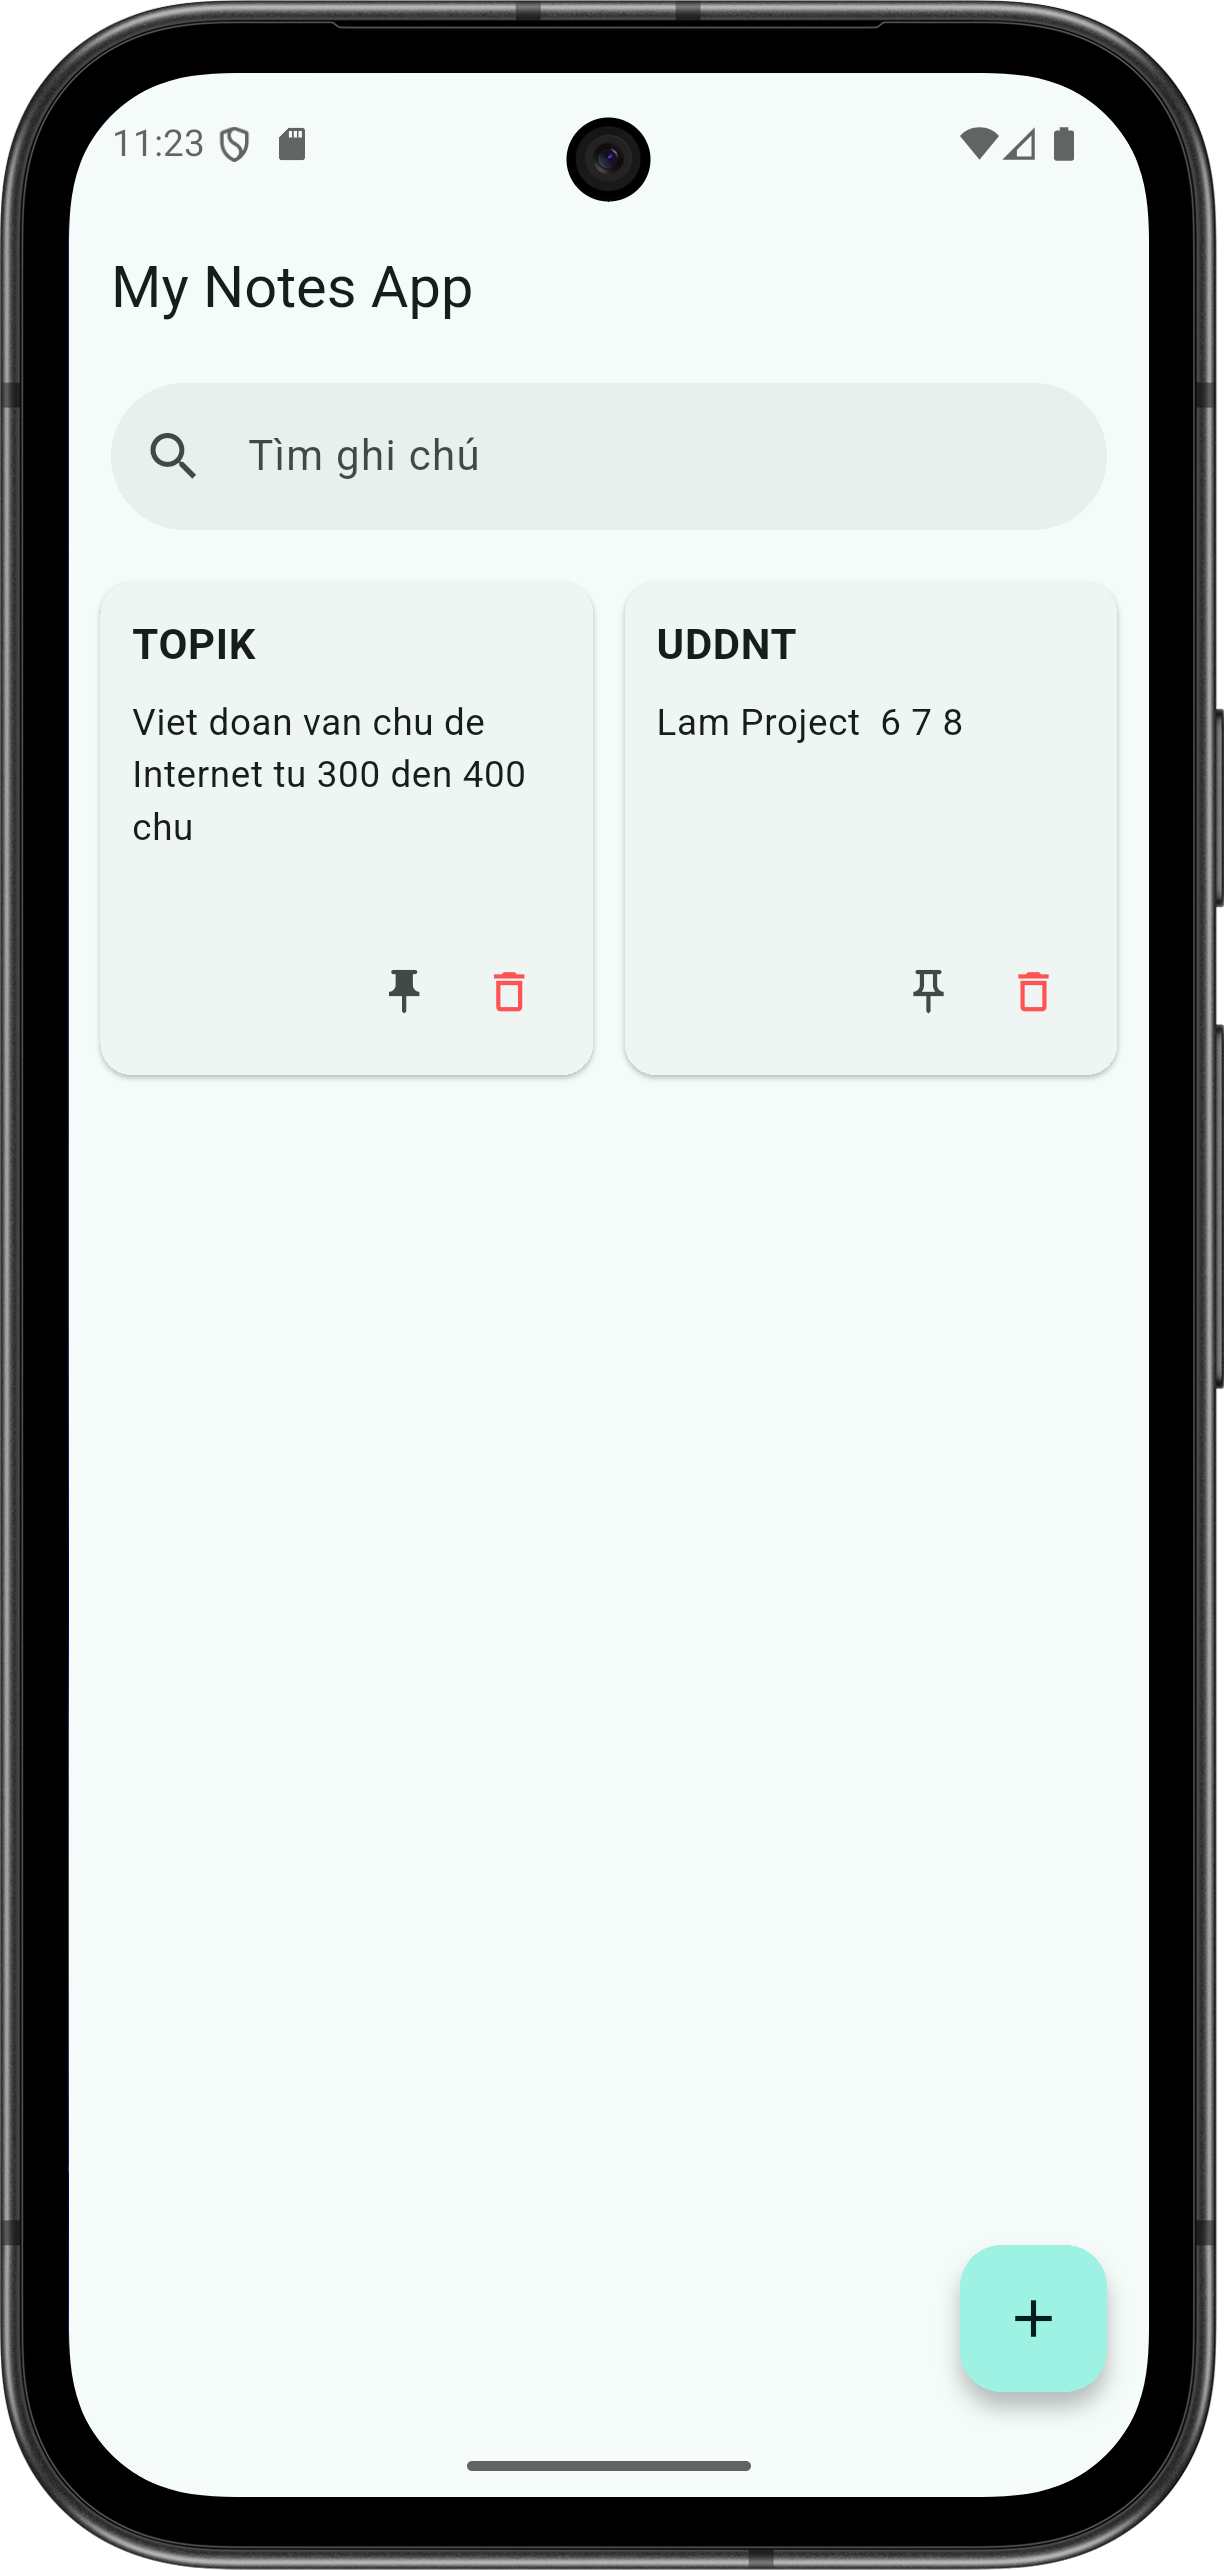 11:23
My Notes App
Tìm ghi chú
TOPIK
Viet doan van chu de
Internet tu 300 den 400
chu
UDDNT
Lam Project  6 7 8